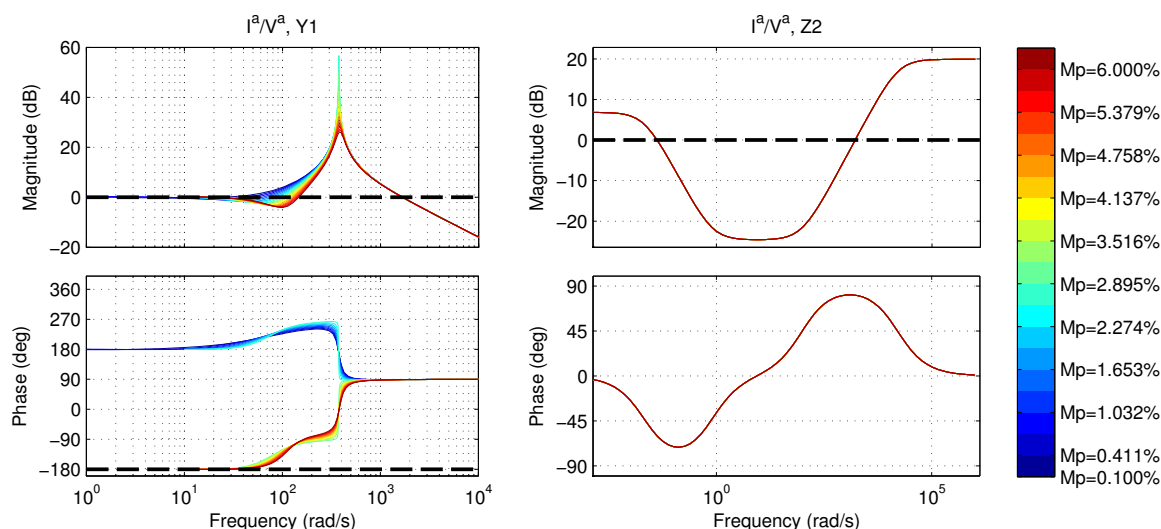 I^a/V^a, Y1
60
40
20
0
−20
Magnitude (dB)
360
270
180
90
0
−90
−180
Phase (deg)
10^0
10^1
10^2
10^3
10^4
Frequency (rad/s)
I^a/V^a, Z2
20
10
0
−10
−20
Magnitude (dB)
90
45
0
−45
−90
Phase (deg)
10^0
10^5
Frequency (rad/s)
Mp=6.000%
Mp=5.379%
Mp=4.758%
Mp=4.137%
Mp=3.516%
Mp=2.895%
Mp=2.274%
Mp=1.653%
Mp=1.032%
Mp=0.411%
Mp=0.100%